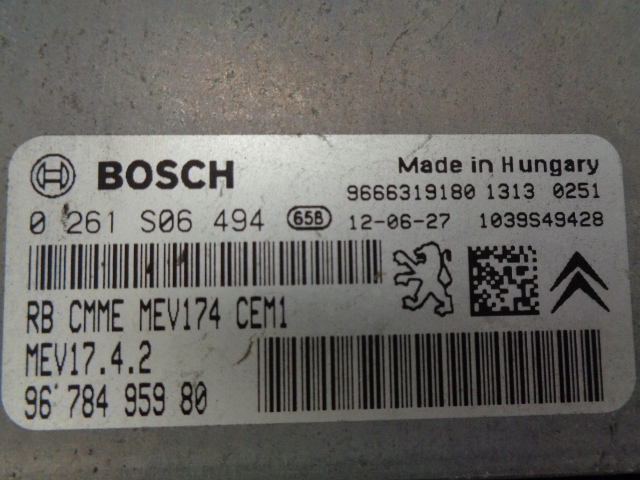 BOSCH
Made in Hungary
9666319180 1313 0251
0 261 S06 494 658 12-06-27 1039S49428
RB CMME MEV174 CEM1
MEV17.4.2
96 784 959 80